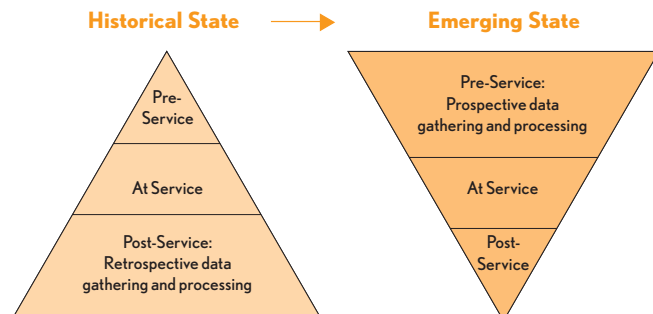 Historical State
Emerging State
Pre-
Service
At Service
Post-Service:
Retrospective data
gathering and processing
Pre-Service:
Prospective data
gathering and processing
At Service
Post-
Service